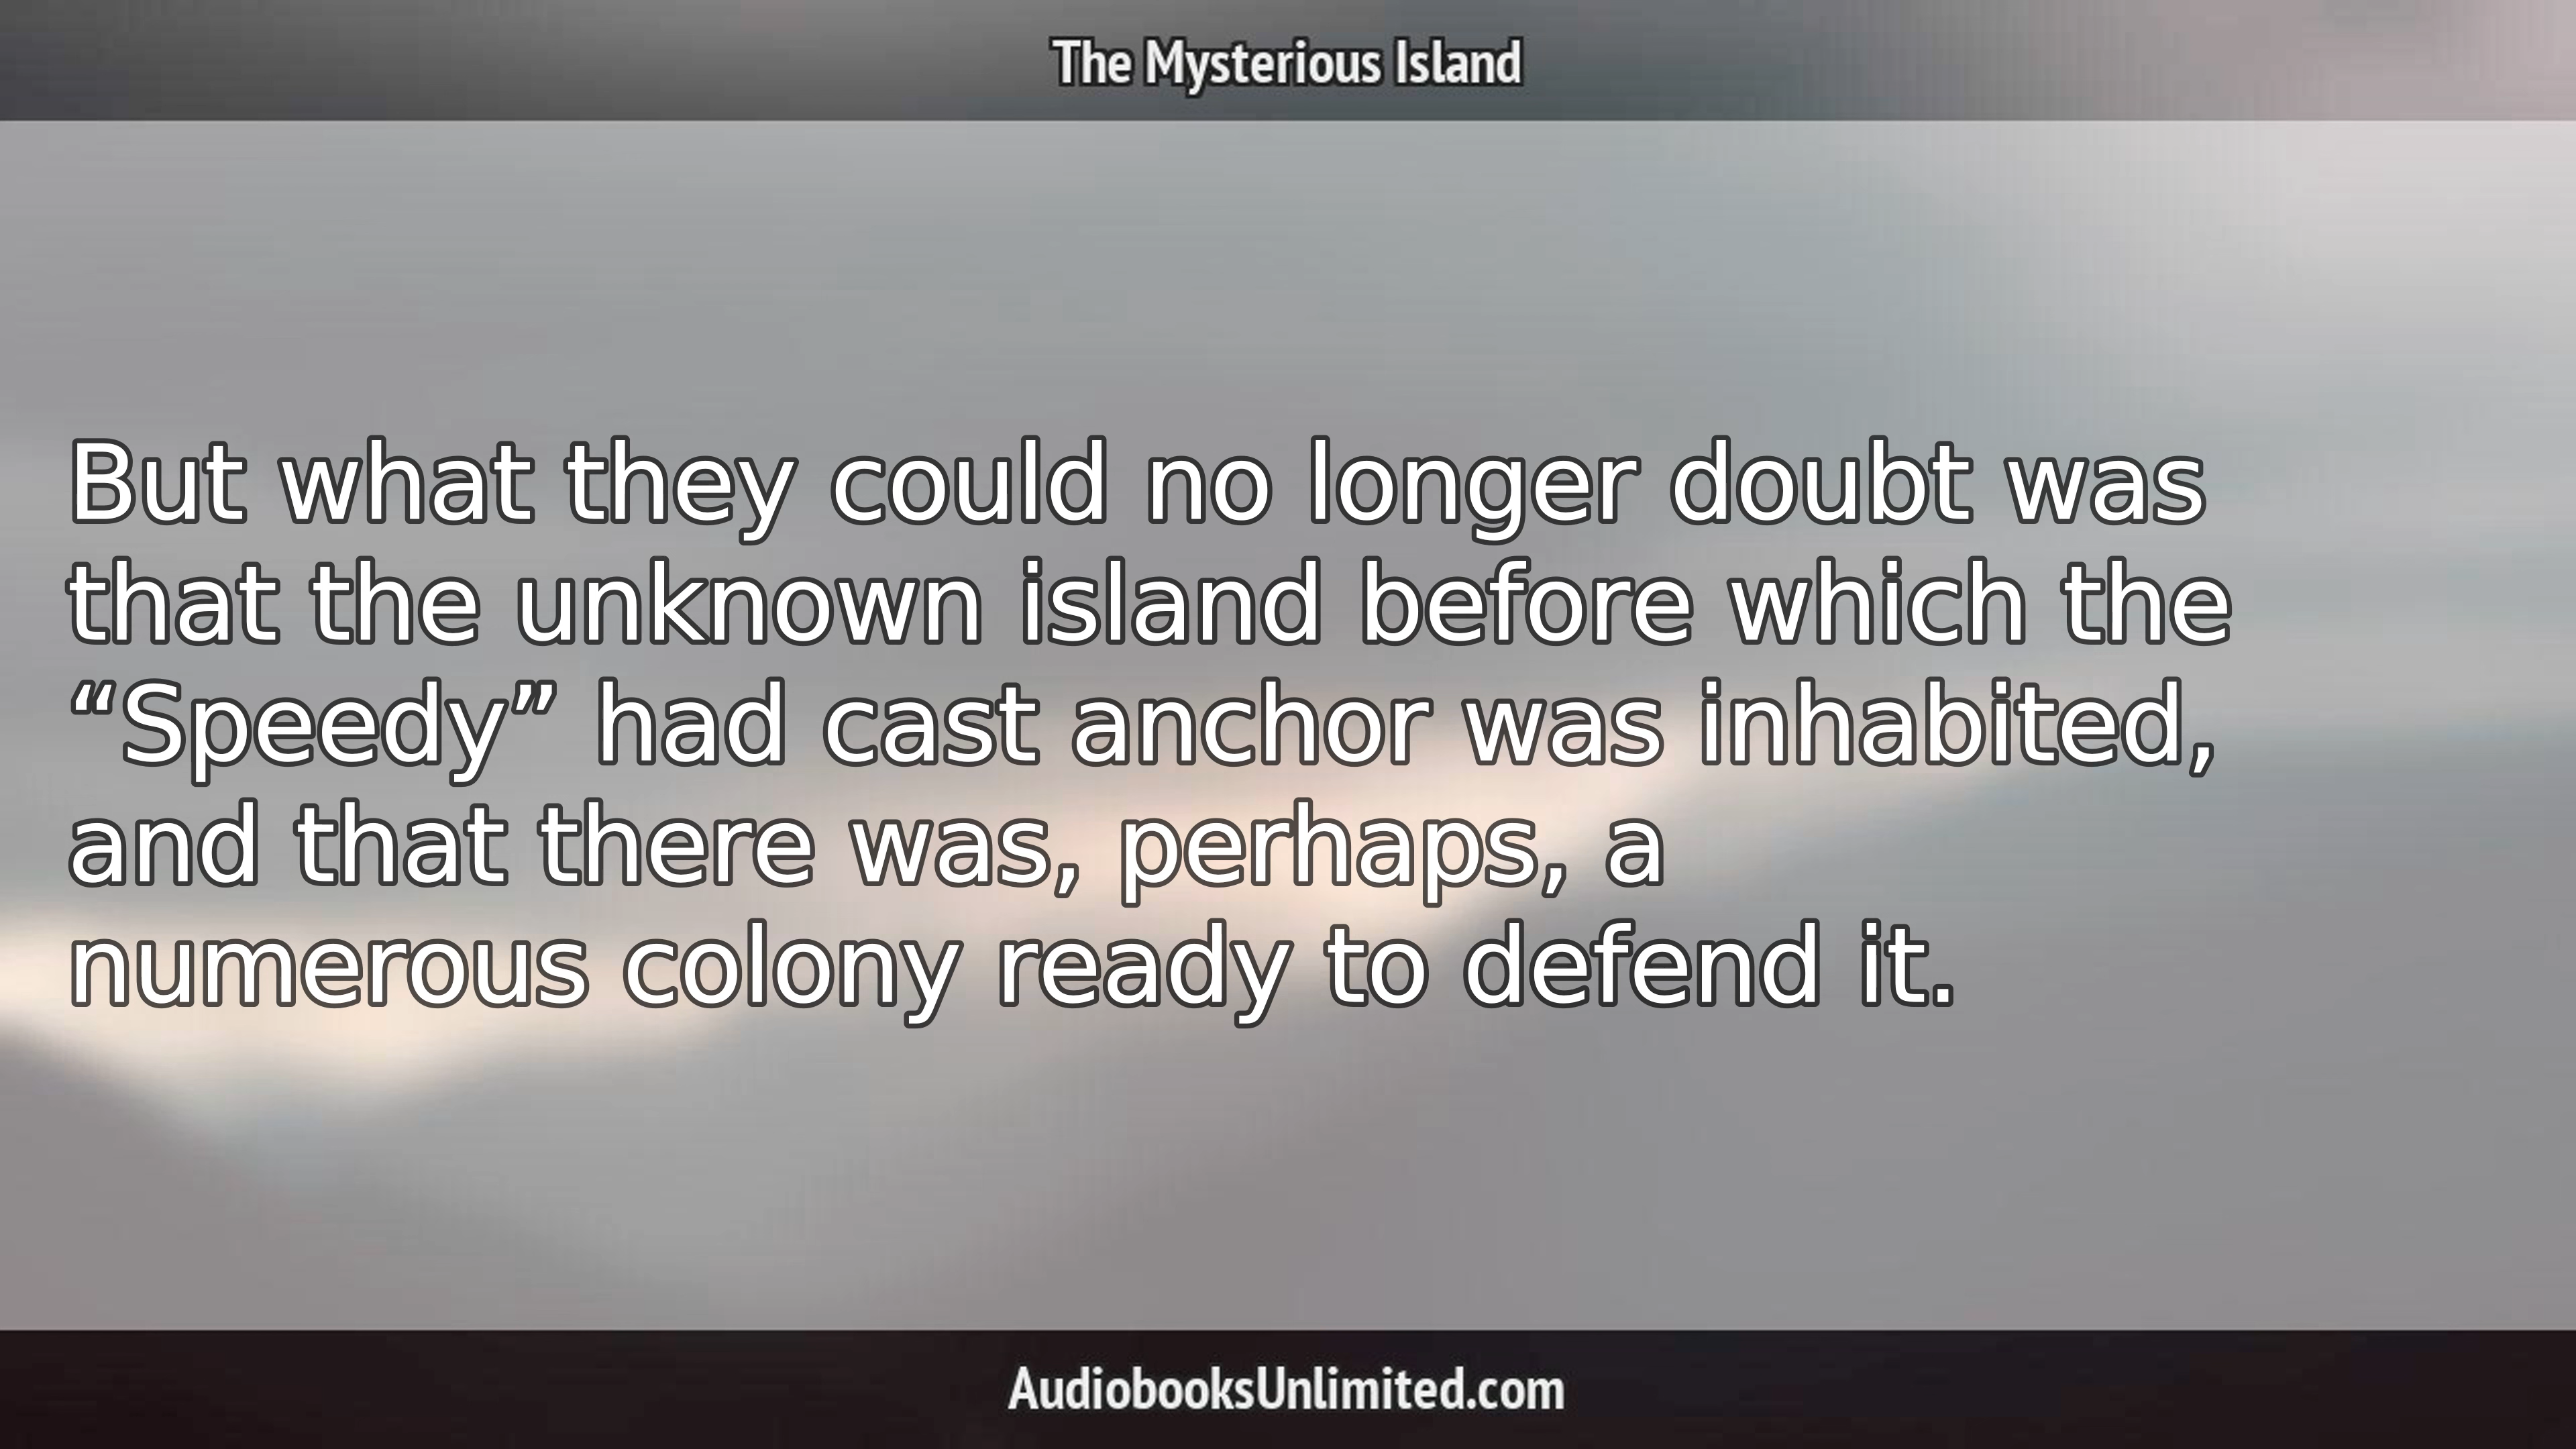 The Mysterious Island
But what they could no longer doubt was
that the unknown island before which the
“Speedy” had cast anchor was inhabited,
and that there was, perhaps, a
numerous colony ready to defend it.
AudiobooksUnlimited.com